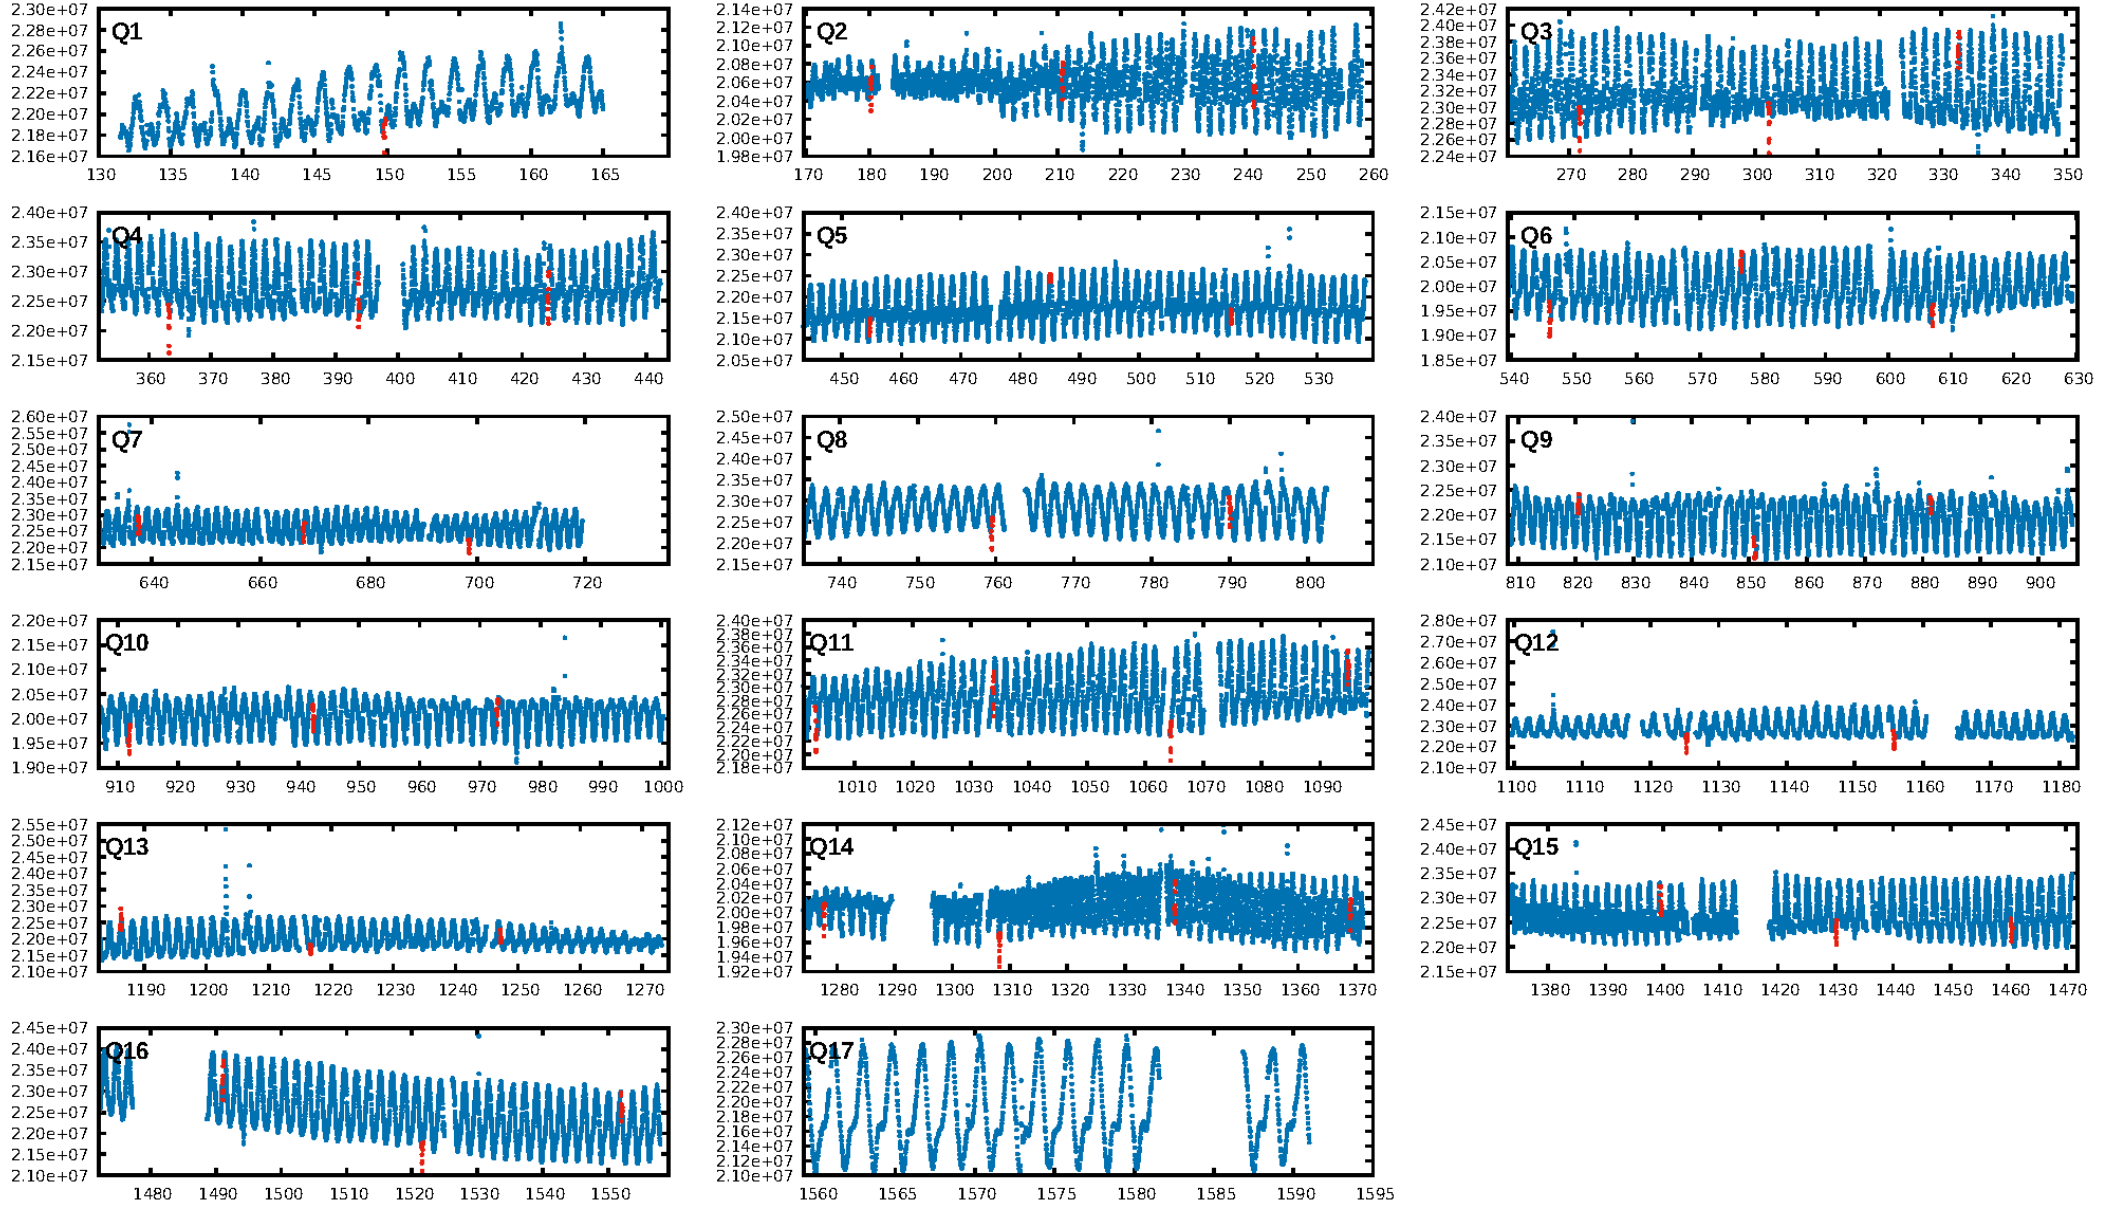 Q1
2.30e+07
2.28e+07
2.26e+07
2.24e+07
2.22e+07
2.20e+07
2.18e+07
2.16e+07
130 135 140 145 150 155 160 165
Q2
2.14e+07
2.12e+07
2.10e+07
2.08e+07
2.06e+07
2.04e+07
2.02e+07
2.00e+07
1.98e+07
170 180 190 200 210 220 230 240 250 260
Q3
2.42e+07
2.40e+07
2.38e+07
2.36e+07
2.34e+07
2.32e+07
2.30e+07
2.28e+07
2.26e+07
2.24e+07
270 280 290 300 310 320 330 340 350
Q4
2.40e+07
2.35e+07
2.30e+07
2.25e+07
2.20e+07
2.15e+07
360 370 380 390 400 410 420 430 440
Q5
2.40e+07
2.35e+07
2.30e+07
2.25e+07
2.20e+07
2.15e+07
2.10e+07
2.05e+07
450 460 470 480 490 500 510 520 530
Q6
2.15e+07
2.10e+07
2.05e+07
2.00e+07
1.95e+07
1.90e+07
1.85e+07
540 550 560 570 580 590 600 610 620 630
Q7
2.60e+07
2.55e+07
2.50e+07
2.45e+07
2.40e+07
2.35e+07
2.30e+07
2.25e+07
2.20e+07
2.15e+07
640 660 680 700 720
Q8
2.50e+07
2.45e+07
2.40e+07
2.35e+07
2.30e+07
2.25e+07
2.20e+07
2.15e+07
740 750 760 770 780 790 800
Q9
2.40e+07
2.35e+07
2.30e+07
2.25e+07
2.20e+07
2.15e+07
2.10e+07
810 820 830 840 850 860 870 880 890 900
Q10
2.20e+07
2.15e+07
2.10e+07
2.05e+07
2.00e+07
1.95e+07
1.90e+07
910 920 930 940 950 960 970 980 990 1000
Q11
2.40e+07
2.38e+07
2.36e+07
2.34e+07
2.32e+07
2.30e+07
2.28e+07
2.26e+07
2.24e+07
2.22e+07
2.20e+07
2.18e+07
1010 1020 1030 1040 1050 1060 1070 1080 1090
Q12
2.80e+07
2.70e+07
2.60e+07
2.50e+07
2.40e+07
2.30e+07
2.20e+07
2.10e+07
1100 1110 1120 1130 1140 1150 1160 1170 1180
Q13
2.55e+07
2.50e+07
2.45e+07
2.40e+07
2.35e+07
2.30e+07
2.25e+07
2.20e+07
2.15e+07
2.10e+07
1190 1200 1210 1220 1230 1240 1250 1260 1270
Q14
2.12e+07
2.10e+07
2.08e+07
2.06e+07
2.04e+07
2.02e+07
2.00e+07
1.98e+07
1.96e+07
1.94e+07
1.92e+07
1280 1290 1300 1310 1320 1330 1340 1350 1360 1370
Q15
2.45e+07
2.40e+07
2.35e+07
2.30e+07
2.25e+07
2.20e+07
2.15e+07
1380 1390 1400 1410 1420 1430 1440 1450 1460 1470
Q16
2.45e+07
2.40e+07
2.35e+07
2.30e+07
2.25e+07
2.20e+07
2.15e+07
2.10e+07
1480 1490 1500 1510 1520 1530 1540 1550
Q17
2.30e+07
2.28e+07
2.26e+07
2.24e+07
2.22e+07
2.20e+07
2.18e+07
2.16e+07
2.14e+07
2.12e+07
2.10e+07
1560 1565 1570 1575 1580 1585 1590 1595